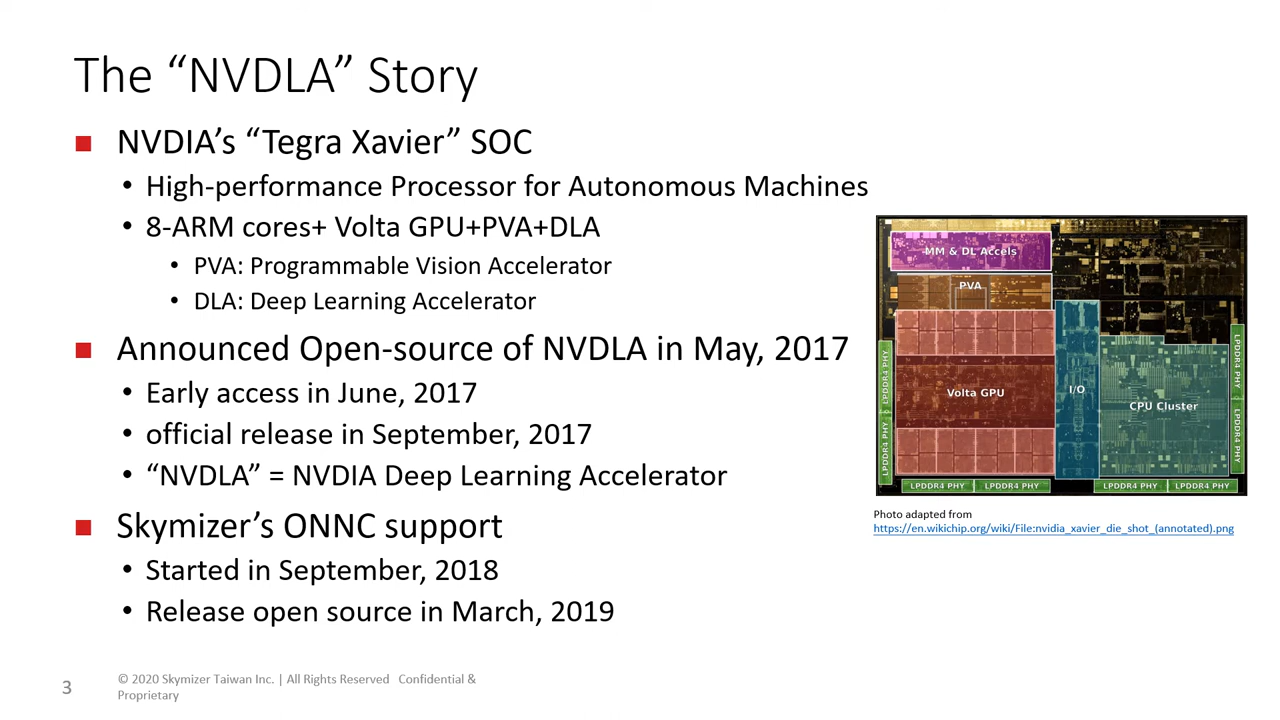 The “NVDLA” Story
NVDIA’s “Tegra Xavier” SOC
• High-performance Processor for Autonomous Machines
• 8-ARM cores+ Volta GPU+PVA+DLA
• PVA: Programmable Vision Accelerator
• DLA: Deep Learning Accelerator
Announced Open-source of NVDLA in May, 2017
• Early access in June, 2017
• official release in September, 2017
• “NVDLA” = NVDIA Deep Learning Accelerator
Skymizer’s ONNC support
• Started in September, 2018
• Release open source in March, 2019
MM & DL Accels
PVA
Volta GPU
I/O
CPU Cluster
LPDDR4 PHY
LPDDR4 PHY
LPDDR4 PHY
LPDDR4 PHY
LPDDR4 PHY
LPDDR4 PHY
LPDDR4 PHY
LPDDR4 PHY
Photo adapted from
https://en.wikichip.org/wiki/File:nvidia_xavier_die_shot_(annotated).png
3
© 2020 Skymizer Taiwan Inc. | All Rights Reserved Confidential &
Proprietary